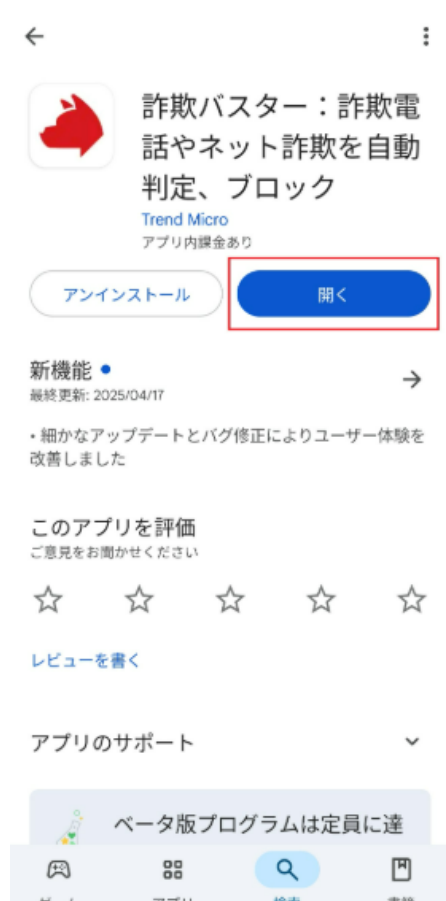 詐欺バスター：詐欺電
話やネット詐欺を自動
判定、ブロック
Trend Micro
アプリ内課金あり
アンインストール
開く
新機能
最終更新: 2025/04/17
・細かなアップデートとバグ修正によりユーザー体験を
改善しました
このアプリを評価
ご意見をお聞かせください
レビューを書く
アプリのサポート
ベータ版プログラムは定員に達